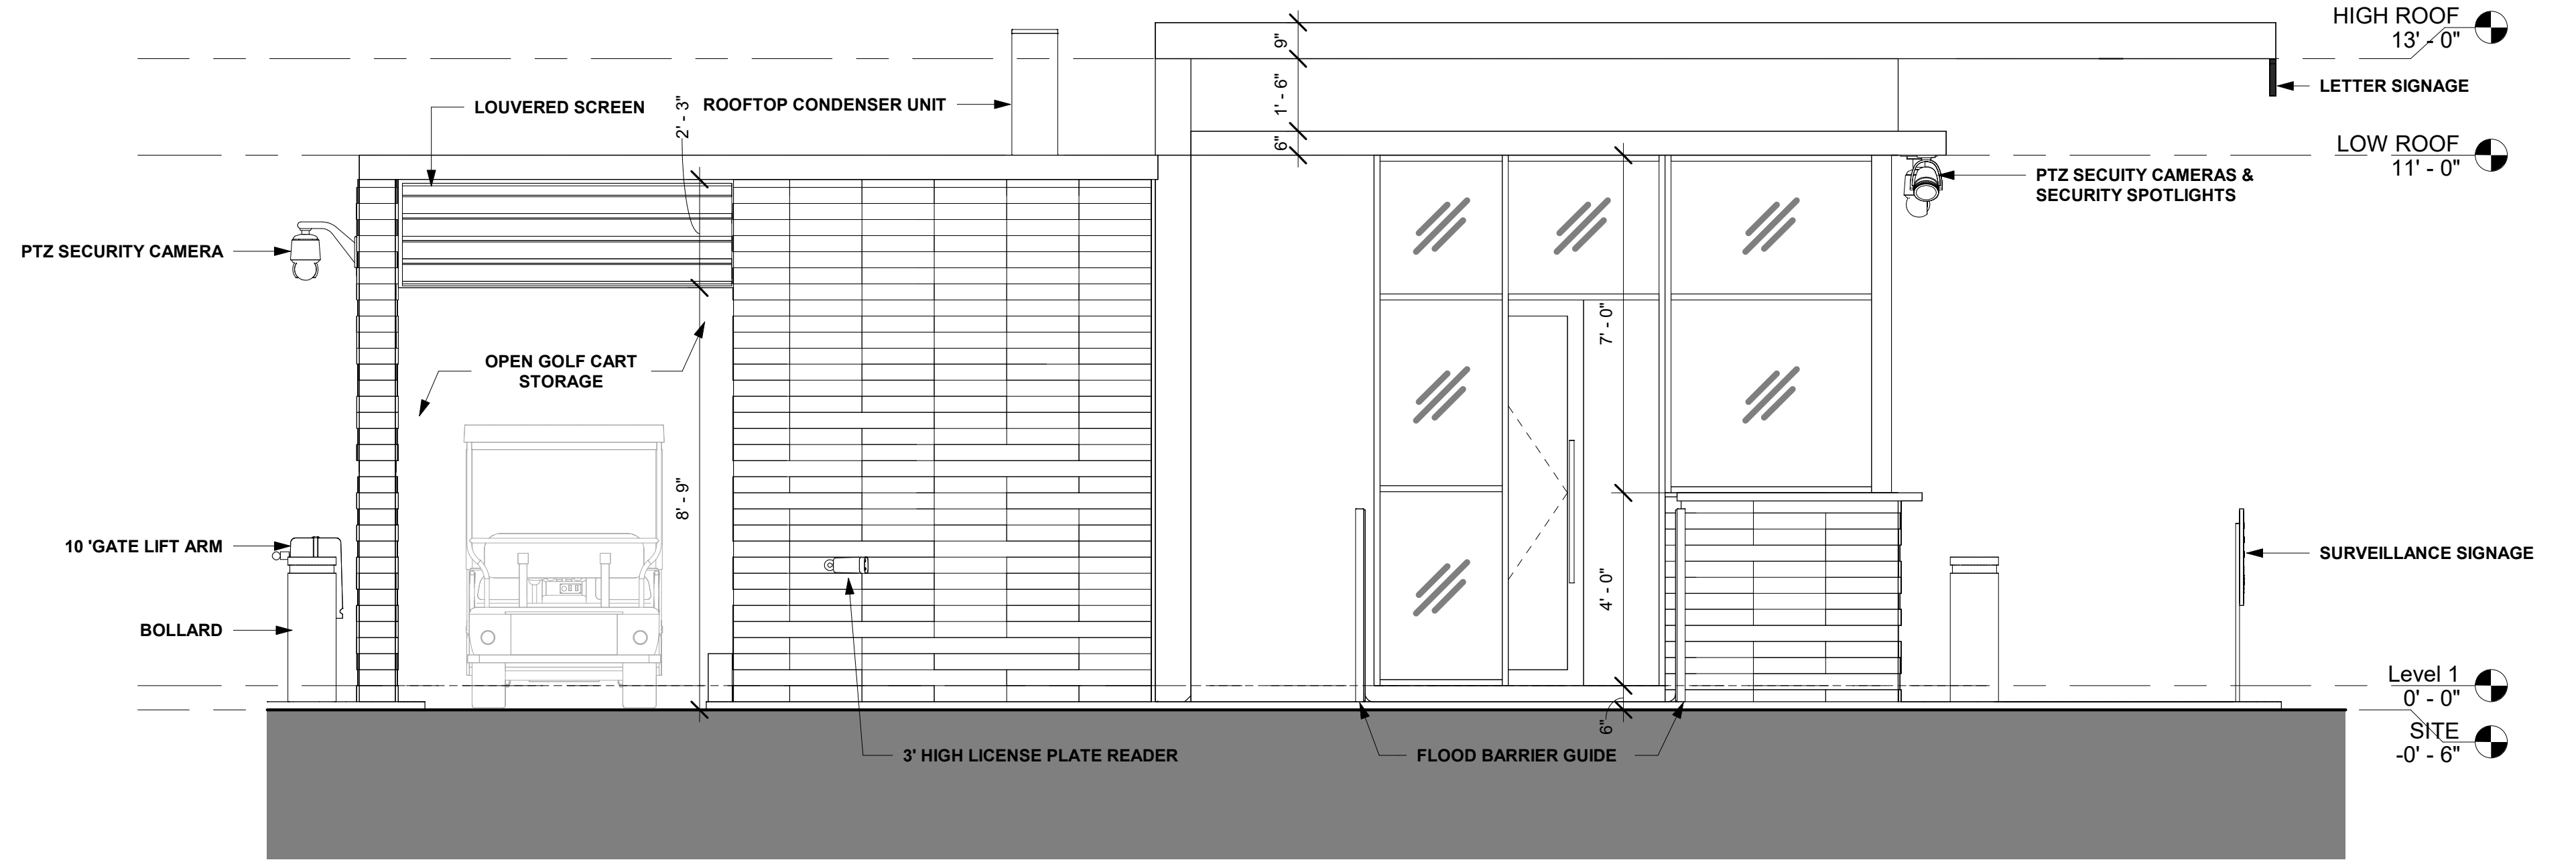 HIGH ROOF
13' - 0"
9"
LETTER SIGNAGE
1' - 6"
2' - 3"
ROOFTOP CONDENSER UNIT
LOUVERED SCREEN
6"
LOW ROOF
11' - 0"
PTZ SECUITY CAMERAS &
SECURITY SPOTLIGHTS
PTZ SECURITY CAMERA
7' - 0"
OPEN GOLF CART
STORAGE
8' - 9"
10 'GATE LIFT ARM
SURVEILLANCE SIGNAGE
4' - 0"
BOLLARD
Level 1
0' - 0"
6"
SITE
-0' - 6"
3' HIGH LICENSE PLATE READER
FLOOD BARRIER GUIDE